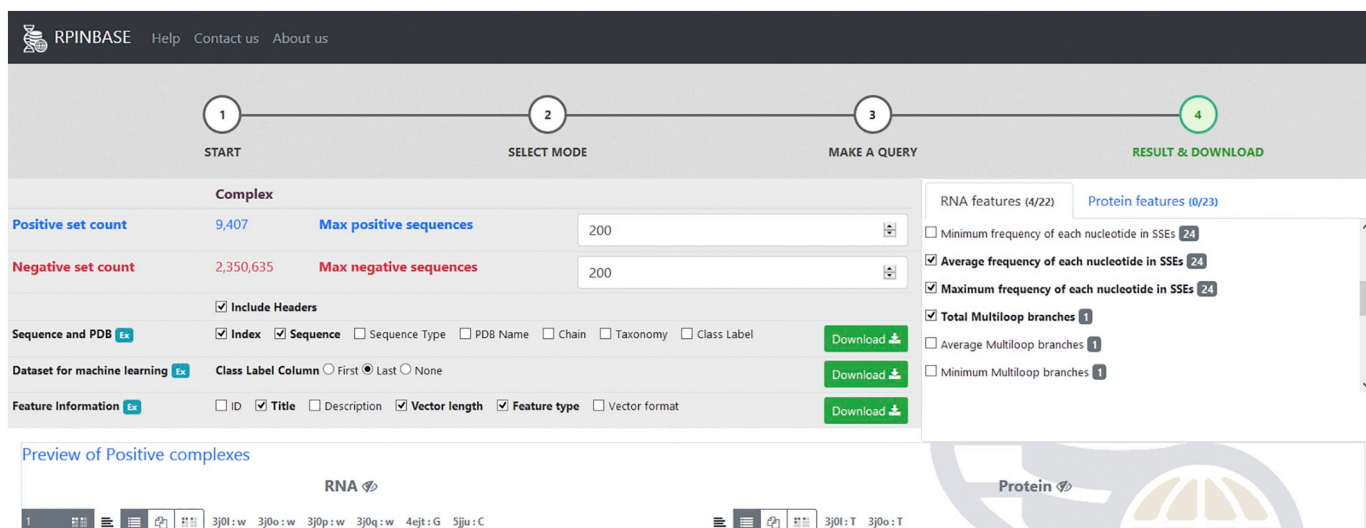 RPINBASE Help Contact us About us
1 2 3 4
START SELECT MODE MAKE A QUERY RESULT & DOWNLOAD
Complex
Positive set count 9,407 Max positive sequences 200
Negative set count 2,350,635 Max negative sequences 200
Include Headers
Sequence and PDB Ex Index Sequence Sequence Type PDB Name Chain Taxonomy Class Label Download
Dataset for machine learning Ex Class Label Column First Last None Download
Feature Information Ex ID Title Description Vector length Feature type Vector format Download
RNA features (4/22) Protein features (0/23)
Minimum frequency of each nucleotide in SSEs 24
Average frequency of each nucleotide in SSEs 24
Maximum frequency of each nucleotide in SSEs 24
Total Multiloop branches 1
Average Multiloop branches 1
Minimum Multiloop branches 1
Preview of Positive complexes
RNA Protein
1 3j0l:w 3j0o:w 3j0p:w 3j0q:w 4ejt:G 5jju:C 3j0l:T 3j0o:T